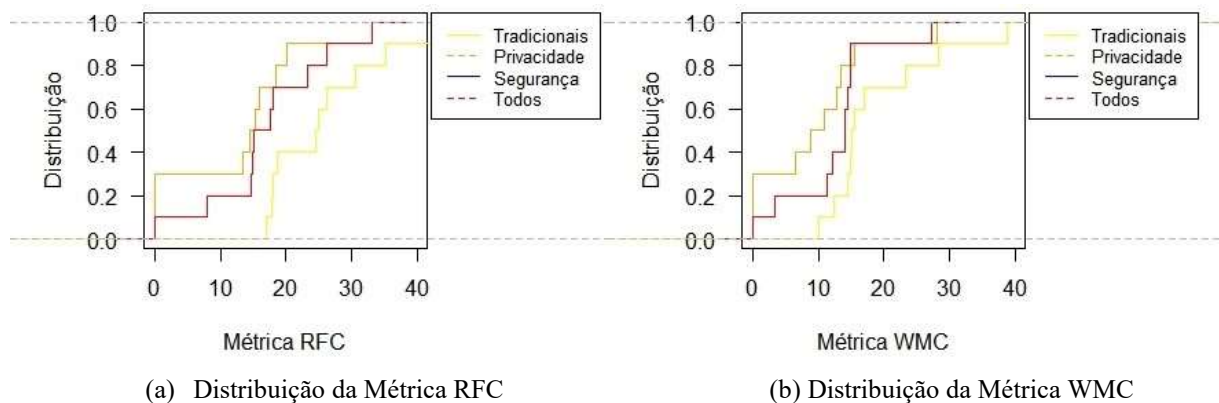 1.0
0.8
0.6
0.4
0.2
0.0
Distribuição
0 10 20 30 40
Métrica RFC
Tradicionais
Privacidade
Segurança
Todos
(a) Distribuição da Métrica RFC
1.0
0.8
0.6
0.4
0.2
0.0
Distribuição
0 10 20 30 40
Métrica WMC
Tradicionais
Privacidade
Segurança
Todos
(b) Distribuição da Métrica WMC